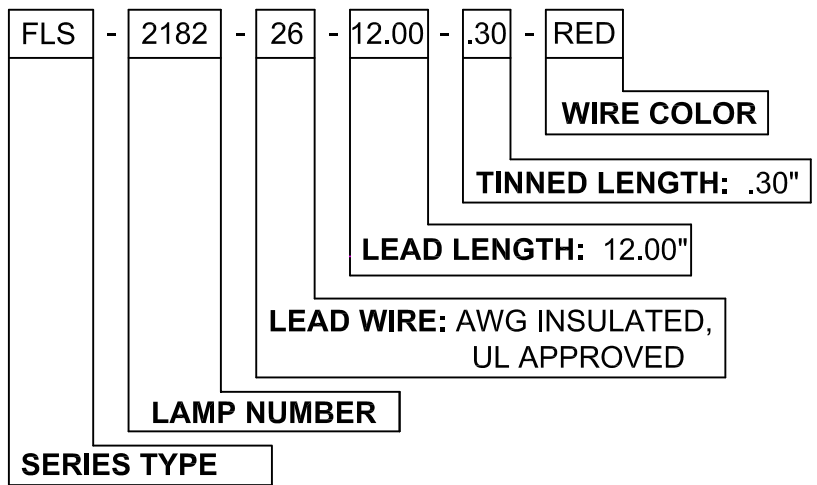 FLS - 2182 - 26 - 12.00 - .30 - RED
WIRE COLOR
TINNED LENGTH: .30"
LEAD LENGTH: 12.00"
LEAD WIRE: AWG INSULATED,
UL APPROVED
LAMP NUMBER
SERIES TYPE